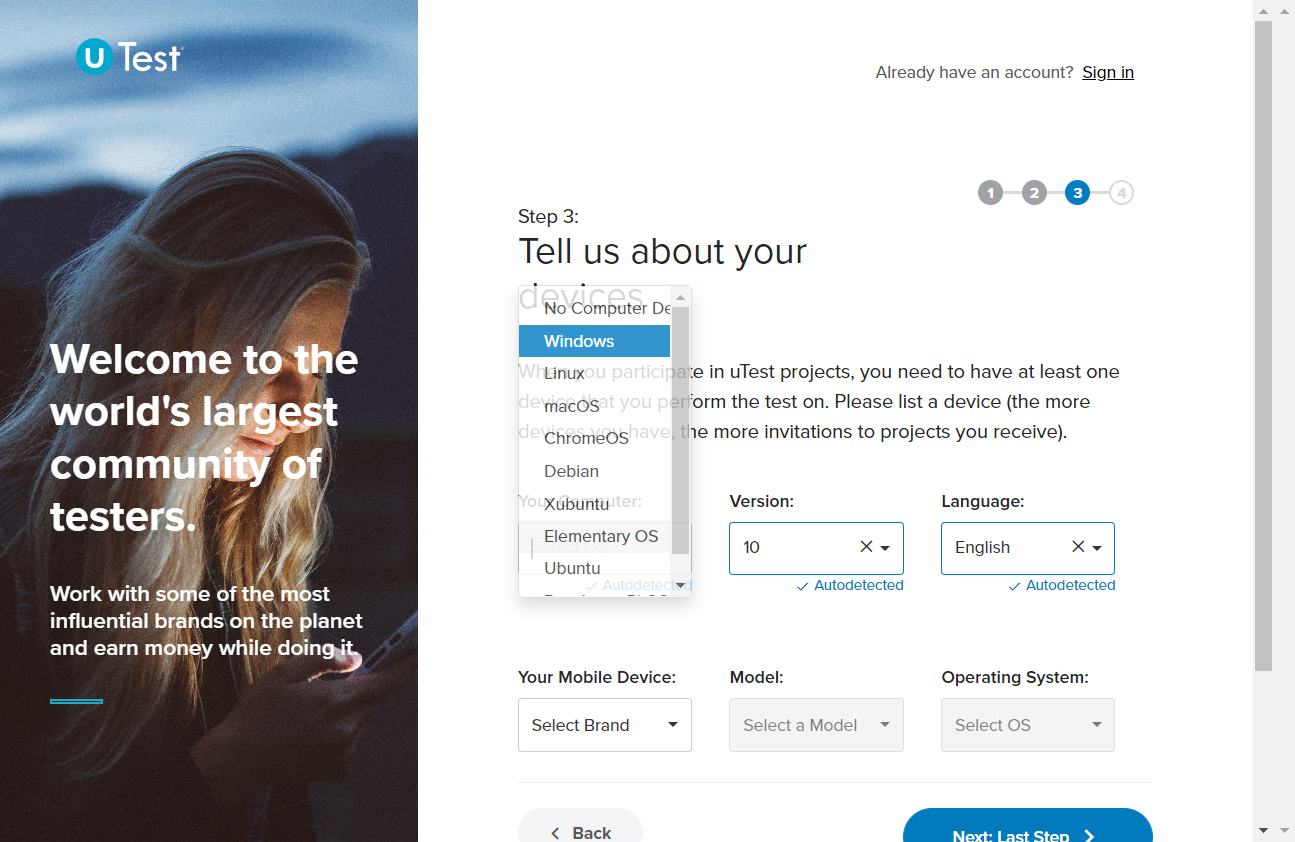 U Test
Already have an account? Sign in
1 2 3 4
Step 3:
Tell us about your
devices
When you participate in uTest projects, you need to have at least one
device that you perform the test on. Please list a device (the more
devices you have, the more invitations to projects you receive).
No Computer De
Windows
Linux
macOS
ChromeOS
Debian
Xubuntu
Elementary OS
Ubuntu
Welcome to the
world's largest
community of
testers.
Work with some of the most
influential brands on the planet
and earn money while doing it.
Your Computer: Version: Language:
Select OS 10 English
Autodetected Autodetected Autodetected
Your Mobile Device: Model: Operating System:
Select Brand Select a Model Select OS
Back Next: Last Step